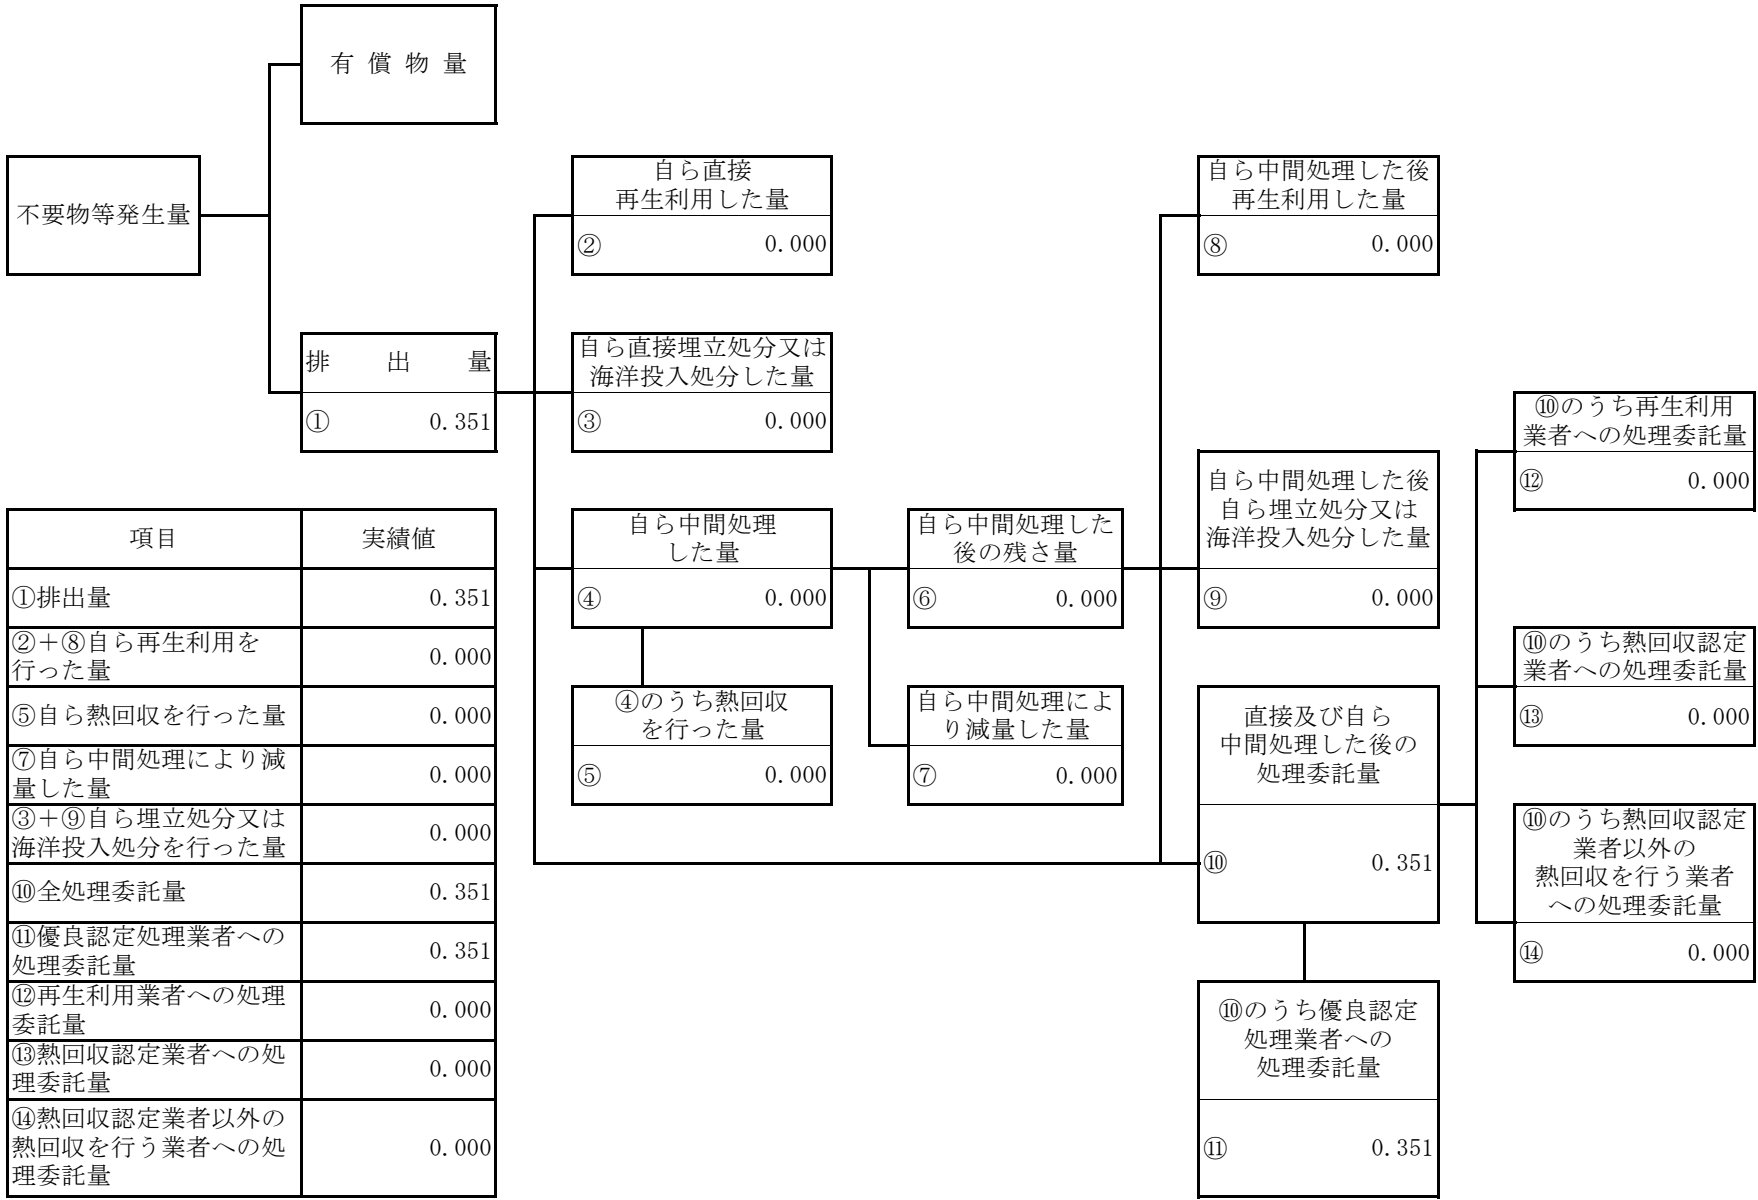 有償物量
不要物等発生量
自ら直接
再生利用した量
② 0.000
自ら中間処理した後
再生利用した量
⑧ 0.000
排出量
① 0.351
自ら直接埋立処分又は
海洋投入処分した量
③ 0.000
⑩のうち再生利用
業者への処理委託量
⑫ 0.000
自ら中間処理した後
自ら埋立処分又は
海洋投入処分した量
⑨ 0.000
自ら中間処理
した量
④ 0.000
自ら中間処理した
後の残さ量
⑥ 0.000
⑩のうち熱回収認定
業者への処理委託量
⑬ 0.000
④のうち熱回収
を行った量
⑤ 0.000
自ら中間処理によ
り減量した量
⑦ 0.000
直接及び自ら
中間処理した後の
処理委託量
⑩ 0.351
⑩のうち熱回収認定
業者以外の
熱回収を行う業者
への処理委託量
⑭ 0.000
⑩のうち優良認定
処理業者への
処理委託量
⑪ 0.351
項目 実績値
①排出量 0.351
②＋⑧自ら再生利用を
行った量 0.000
⑤自ら熱回収を行った量 0.000
⑦自ら中間処理により減
量した量 0.000
③＋⑨自ら埋立処分又は
海洋投入処分を行った量 0.000
⑩全処理委託量 0.351
⑪優良認定処理業者への
処理委託量 0.351
⑫再生利用業者への処理
委託量 0.000
⑬熱回収認定業者への処
理委託量 0.000
⑭熱回収認定業者以外の
熱回収を行う業者への処
理委託量 0.000